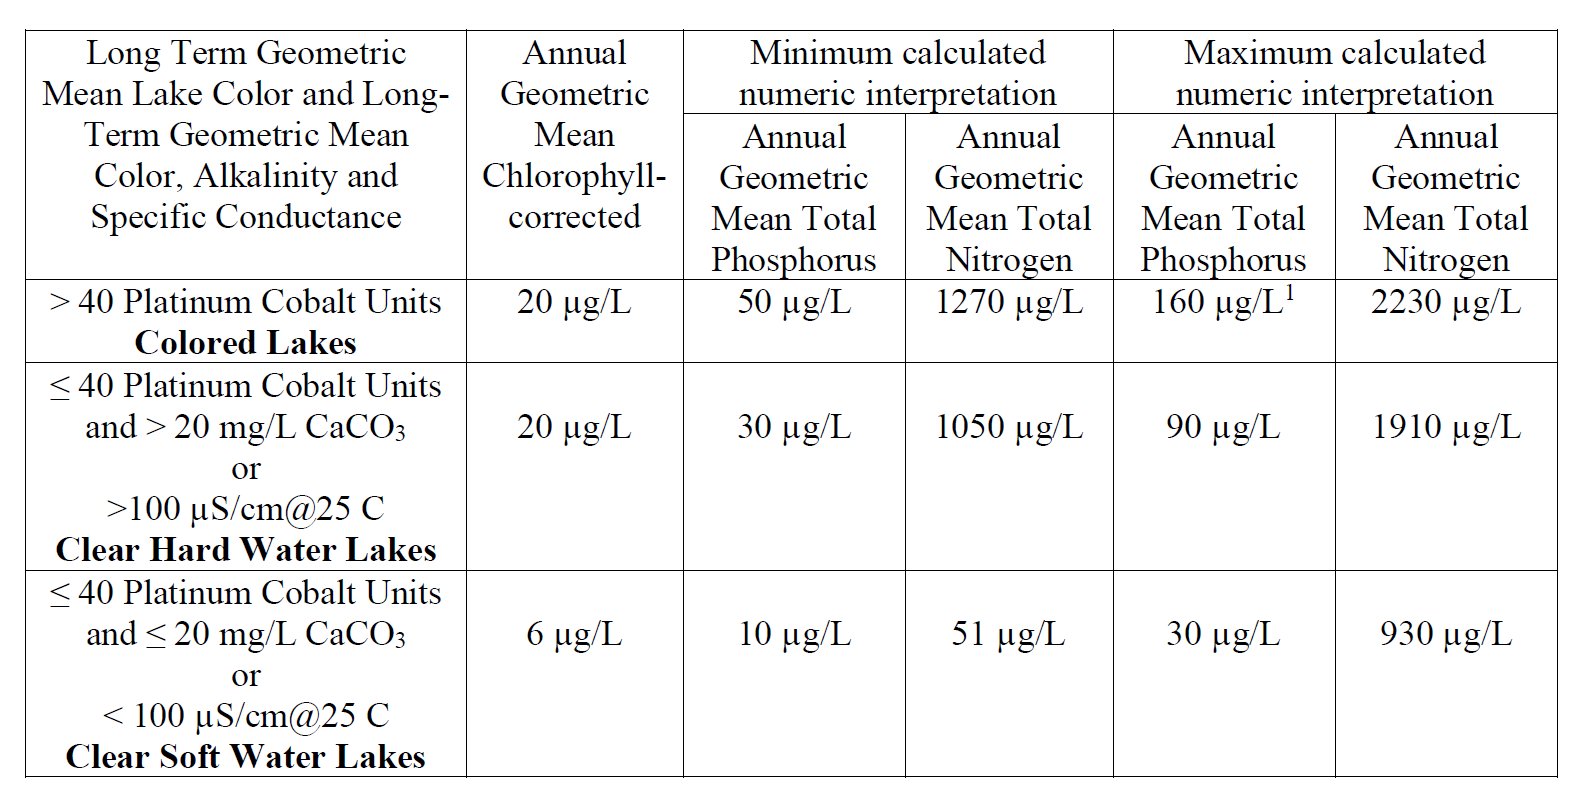 Long Term Geometric
Mean Lake Color and Long-
Term Geometric Mean
Color, Alkalinity and
Specific Conductance
Annual
Geometric
Mean
Chlorophyll-
corrected
Minimum calculated
numeric interpretation
Maximum calculated
numeric interpretation
Annual
Geometric
Mean Total
Phosphorus
Annual
Geometric
Mean Total
Nitrogen
Annual
Geometric
Mean Total
Phosphorus
Annual
Geometric
Mean Total
Nitrogen
> 40 Platinum Cobalt Units
Colored Lakes
20 µg/L
50 µg/L
1270 µg/L
160 µg/L¹
2230 µg/L
≤ 40 Platinum Cobalt Units
and > 20 mg/L CaCO₃
or
>100 µS/cm@25 C
Clear Hard Water Lakes
20 µg/L
30 µg/L
1050 µg/L
90 µg/L
1910 µg/L
≤ 40 Platinum Cobalt Units
and ≤ 20 mg/L CaCO₃
or
< 100 µS/cm@25 C
Clear Soft Water Lakes
6 µg/L
10 µg/L
51 µg/L
30 µg/L
930 µg/L